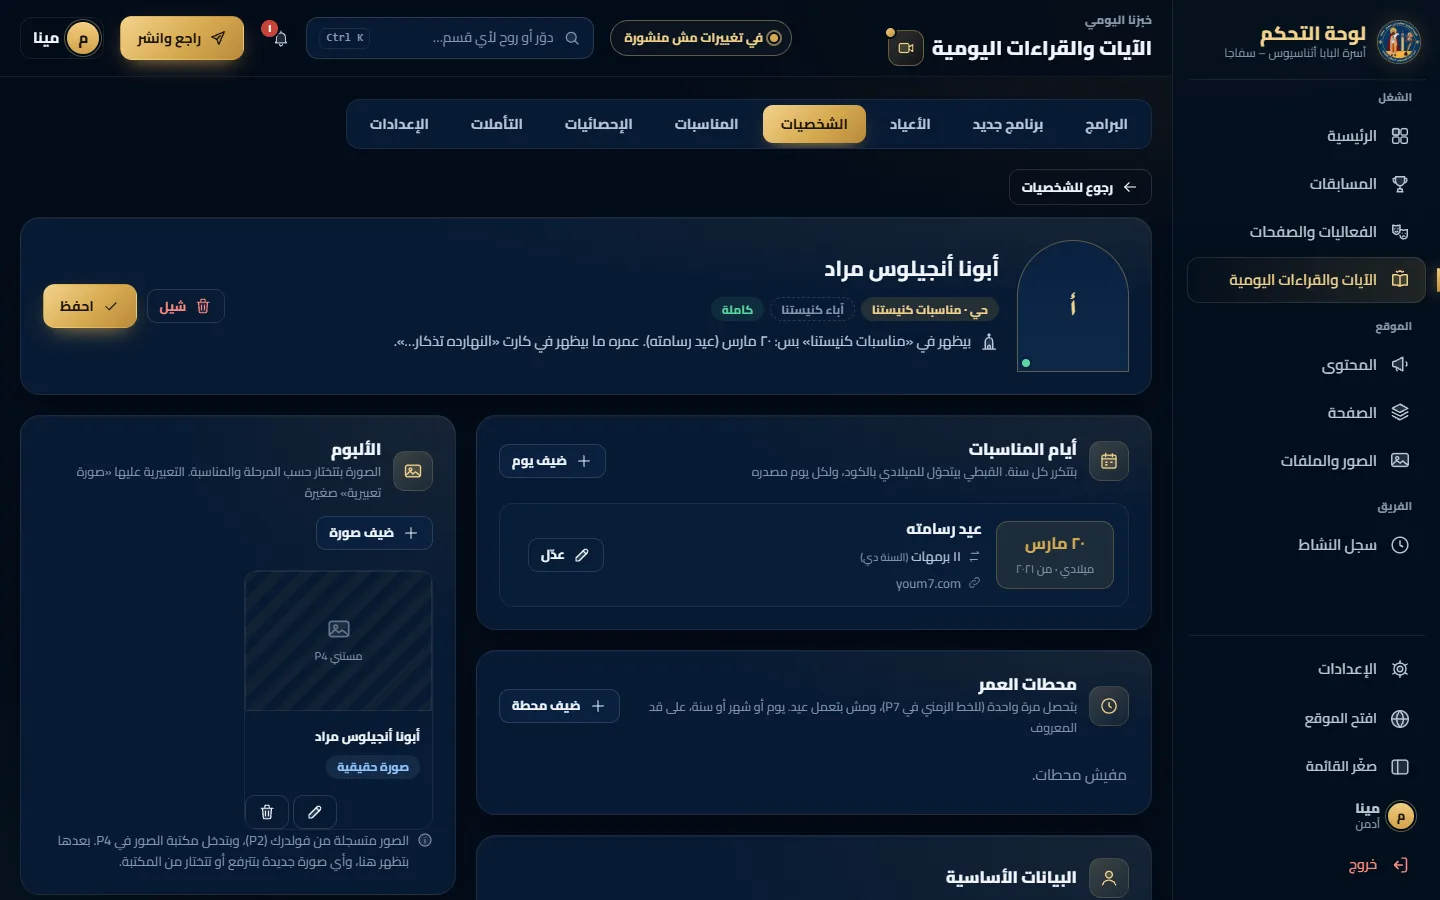 لوحة التحكم
أسرة البابا أثناسيوس – سفاجا
الشغل
الرئيسية
المسابقات
الفعاليات والصفحات
الآيات والقراءات اليومية
الموقع
المحتوى
الصفحة
الصور والملفات
الفريق
سجل النشاط
الإعدادات
افتح الموقع
صغّر القائمة
م
مينا
أدمن
خروج
خبزنا اليومي
الآيات والقراءات اليومية
في تغييرات مش منشورة
دوّر أو روح لأي قسم...
Ctrl K
١
راجع وانشر
م
مينا
البرامج
برنامج جديد
الأعياد
الشخصيات
المناسبات
الإحصائيات
التأملات
الإعدادات
رجوع للشخصيات
أ
أبونا أنجيلوس مراد
حي · مناسبات كنيستنا
آباء كنيستنا
كاملة
بيظهر في «مناسبات كنيستنا» بس: ٢٠ مارس (عيد رسامته). عمره ما بيظهر في كارت «النهارده تذكار...».
شيل
احفظ
أيام المناسبات
بتتكرر كل سنة. القبطي بيتحوّل للميلادي بالكود، ولكل يوم مصدره
ضيف يوم
٢٠ مارس
ميلادي · من ٢٠٢١
عيد رسامته
١١ برمهات (السنة دي)
youm7.com
عدّل
محطات العمر
بتحصل مرة واحدة (للخط الزمني في P7)، ومش بتعمل عيد. يوم أو شهر أو سنة، على قد
المعروف
ضيف محطة
مفيش محطات.
البيانات الأساسية
الألبوم
الصورة بتتختار حسب المرحلة والمناسبة. التعبيرية عليها «صورة
تعبيرية» صغيرة
ضيف صورة
مستني P4
أبونا أنجيلوس مراد
صورة حقيقية
الصور متسجلة من فولدرك (P2)، وبتدخل مكتبة الصور في P4. بعدها
بتظهر هنا، وأي صورة جديدة بتترفع أو تتختار من المكتبة.